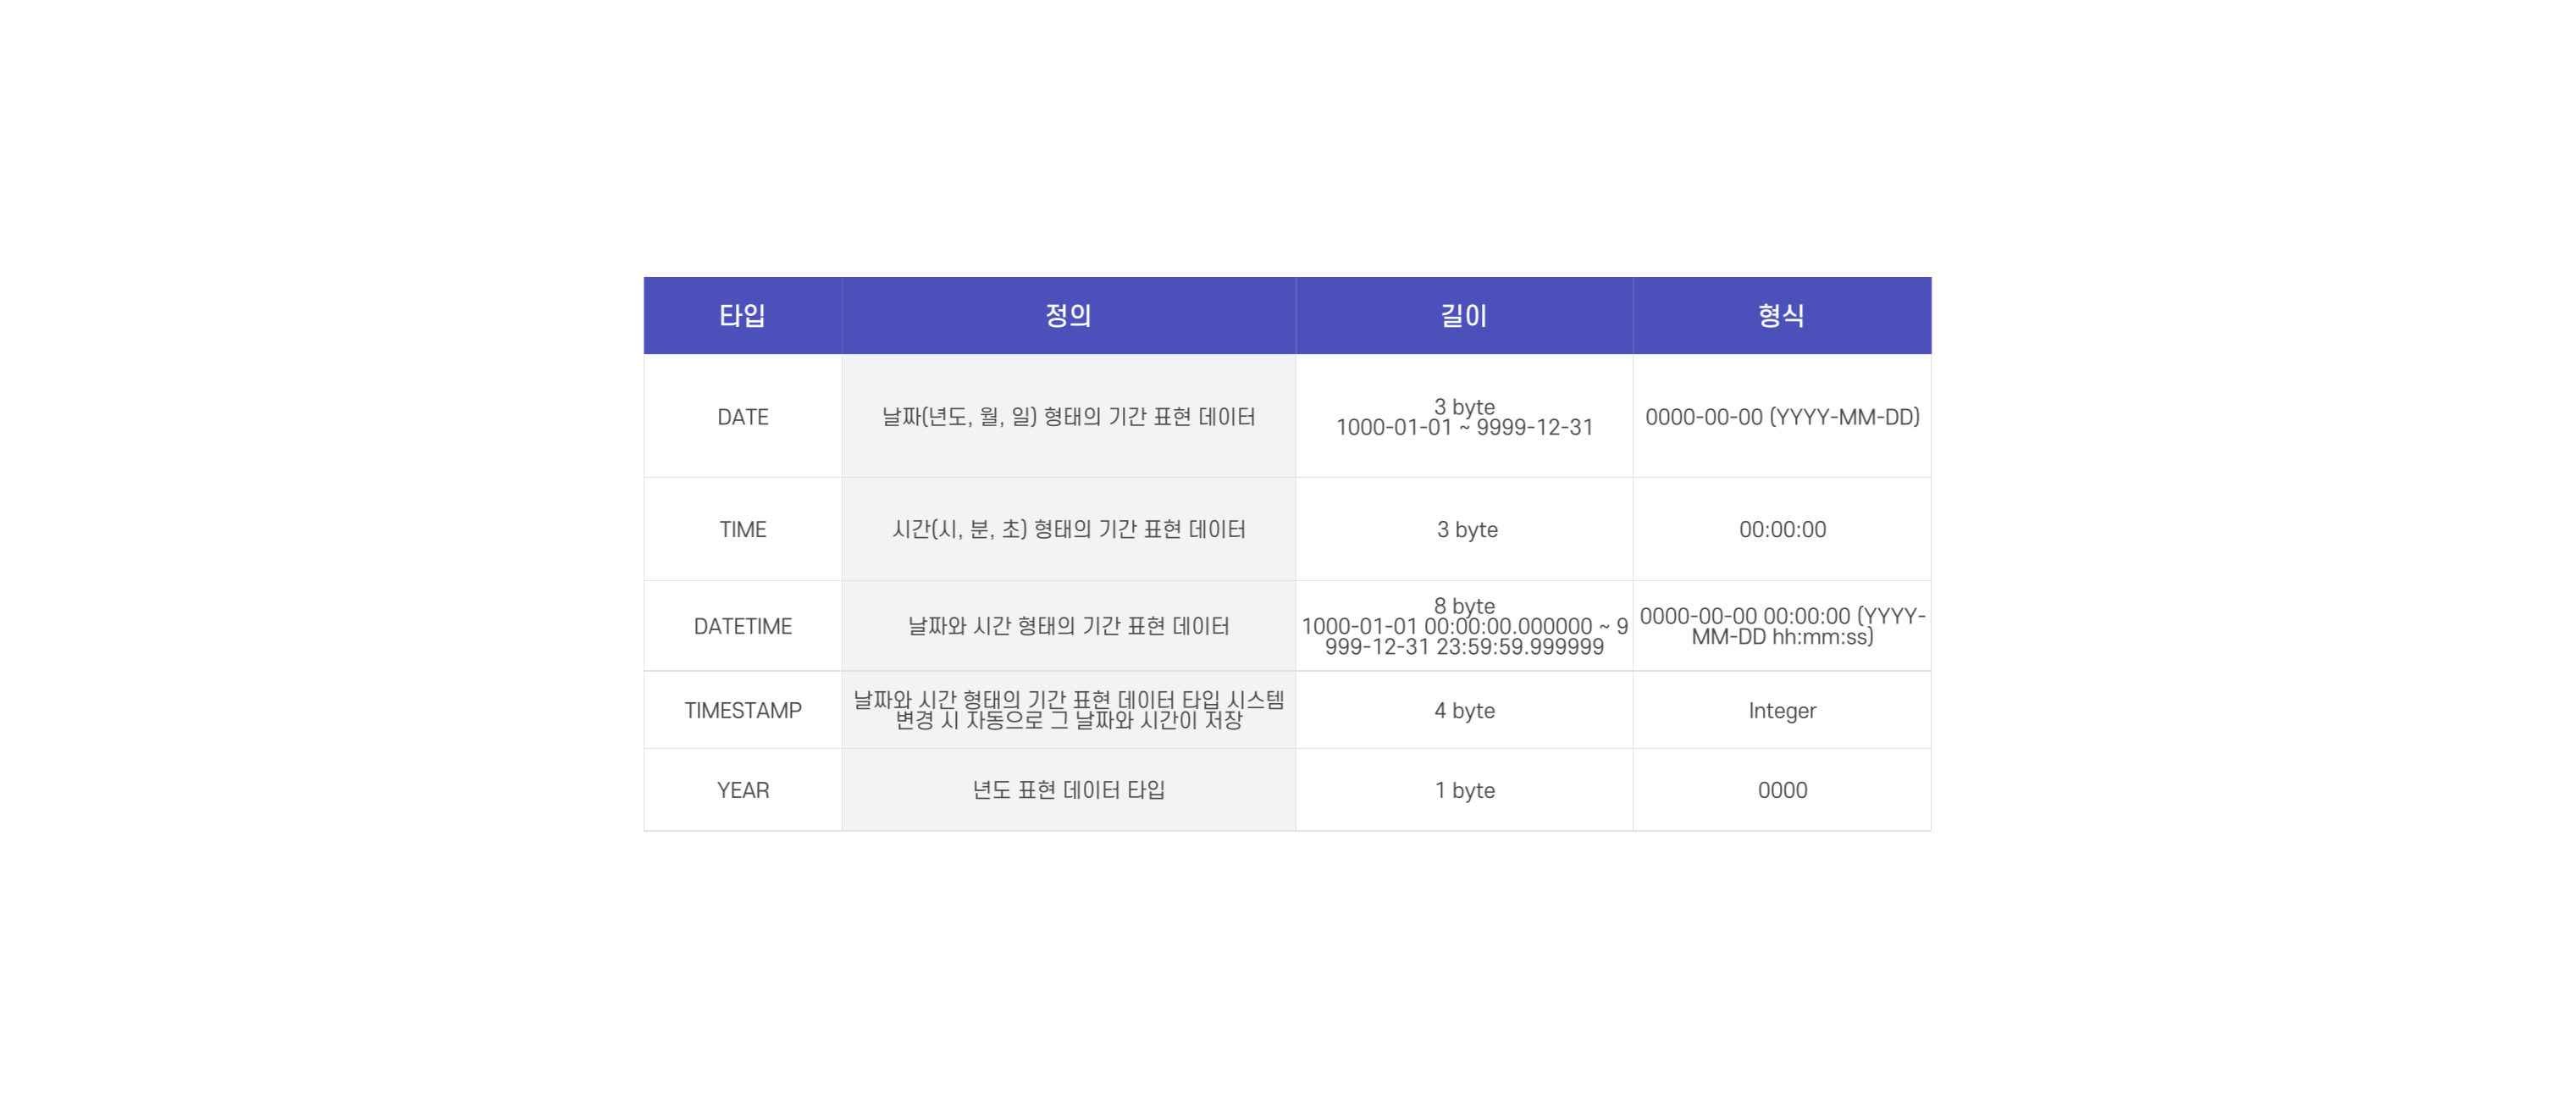 타입 정의 길이 형식
DATE 날짜(년도, 월, 일) 형태의 기간 표현 데이터 3 byte
1000-01-01 ~ 9999-12-31 0000-00-00 (YYYY-MM-DD)
TIME 시간(시, 분, 초) 형태의 기간 표현 데이터 3 byte 00:00:00
DATETIME 날짜와 시간 형태의 기간 표현 데이터 8 byte
1000-01-01 00:00:00.000000 ~ 9
999-12-31 23:59:59.999999 0000-00-00 00:00:00 (YYYY-
MM-DD hh:mm:ss)
TIMESTAMP 날짜와 시간 형태의 기간 표현 데이터 타입 시스템
변경 시 자동으로 그 날짜와 시간이 저장 4 byte Integer
YEAR 년도 표현 데이터 타입 1 byte 0000